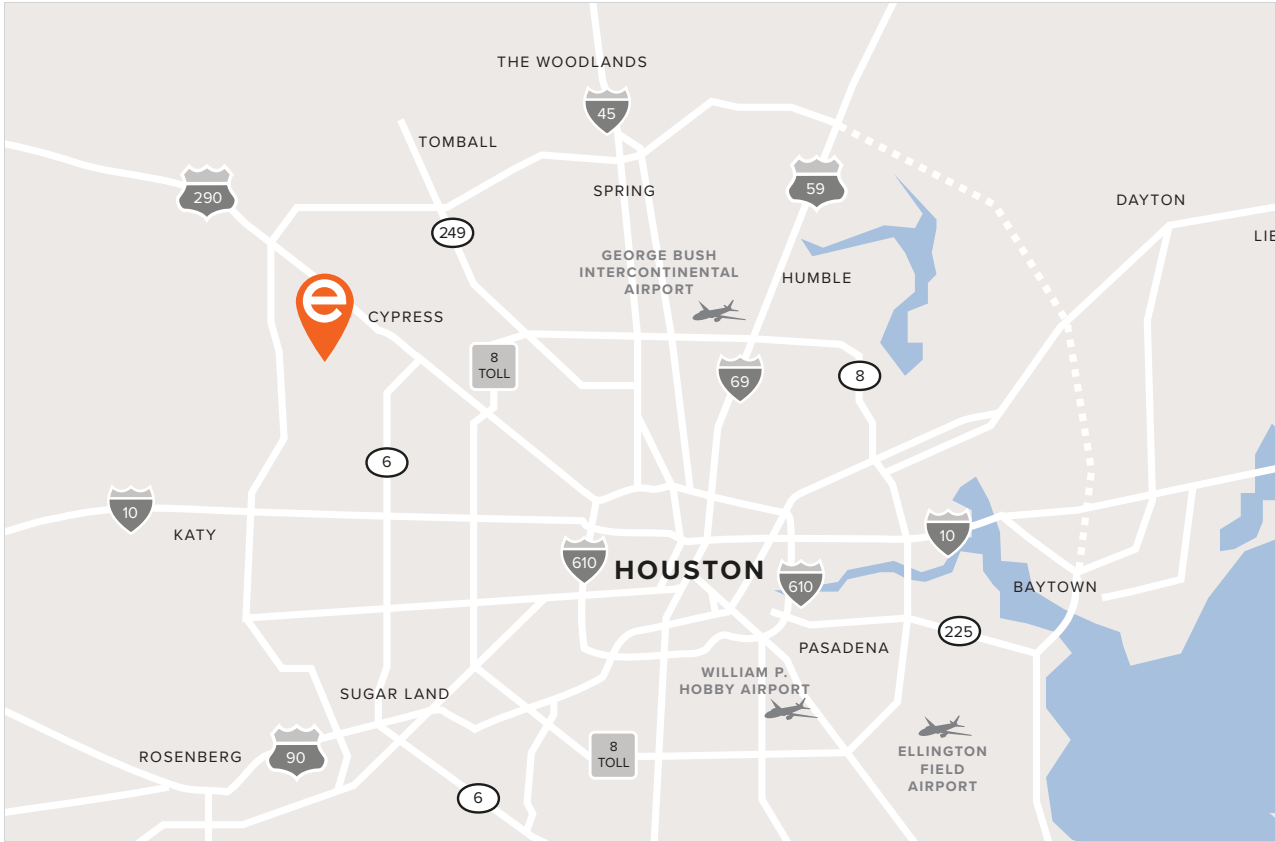 THE WOODLANDS
45
TOMBALL
290
SPRING
59
DAYTON
249
LIE
GEORGE BUSH
INTERCONTINENTAL
AIRPORT
HUMBLE
e
CYPRESS
8
TOLL
69
8
6
10
KATY
10
610
HOUSTON
610
BAYTOWN
225
PASADENA
WILLIAM P.
HOBBY AIRPORT
SUGAR LAND
ROSENBERG
90
8
TOLL
ELLINGTON
FIELD
AIRPORT
6